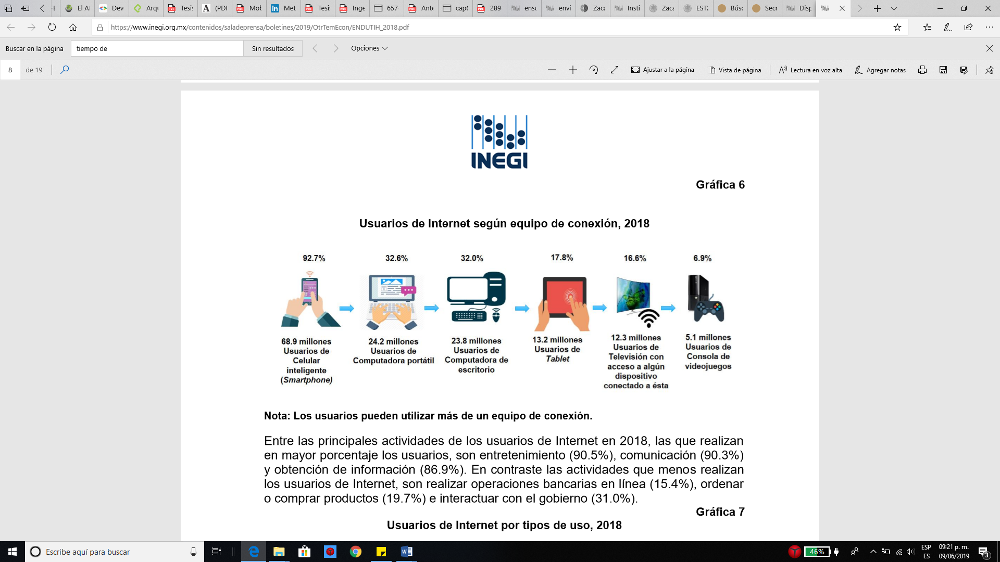 El Al
Dev
Arqu
Tesis
(PDF
Mob
Met
Tesis
Inge
657-
Ante
cap6
289-
ensu
envi
Zaca
Insti
Zaca
EST2
Búsc
Secr
Disp
https://www.inegi.org.mx/contenidos/saladeprensa/boletines/2019/OtrTemEcon/ENDUTIH_2018.pdf
Buscar en la página
tiempo de
Sin resultados
Opciones
8
de 19
Ajustar a la página
Vista de página
Lectura en voz alta
Agregar notas
INEGI
Gráfica 6
Usuarios de Internet según equipo de conexión, 2018
92.7%
32.6%
32.0%
17.8%
16.6%
6.9%
68.9 millones
Usuarios de
Celular
inteligente
(Smartphone)
24.2 millones
Usuarios de
Computadora portátil
23.8 millones
Usuarios de
Computadora de
escritorio
13.2 millones
Usuarios de
Tablet
12.3 millones
Usuarios de
Televisión con
acceso a algún
dispositivo
conectado a ésta
5.1 millones
Usuarios de
Consola de
videojuegos
Nota: Los usuarios pueden utilizar más de un equipo de conexión.
Entre las principales actividades de los usuarios de Internet en 2018, las que realizan
en mayor porcentaje los usuarios, son entretenimiento (90.5%), comunicación (90.3%)
y obtención de información (86.9%). En contraste las actividades que menos realizan
los usuarios de Internet, son realizar operaciones bancarias en línea (15.4%), ordenar
o comprar productos (19.7%) e interactuar con el gobierno (31.0%).
Gráfica 7
Usuarios de Internet por tipos de uso, 2018
Escribe aquí para buscar
46%
ESP
ES
09:21 p. m.
09/06/2019
3